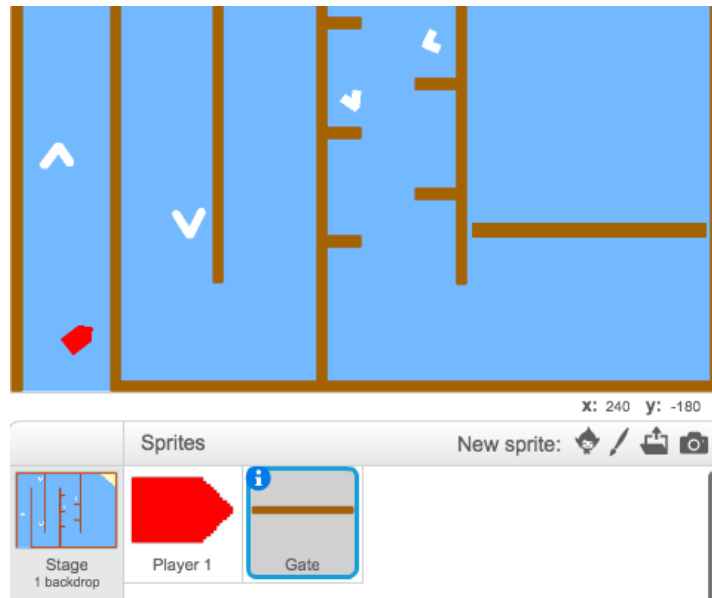 x: 240 y: -180
Sprites
New sprite:
i
Stage
1 backdrop
Player 1
Gate